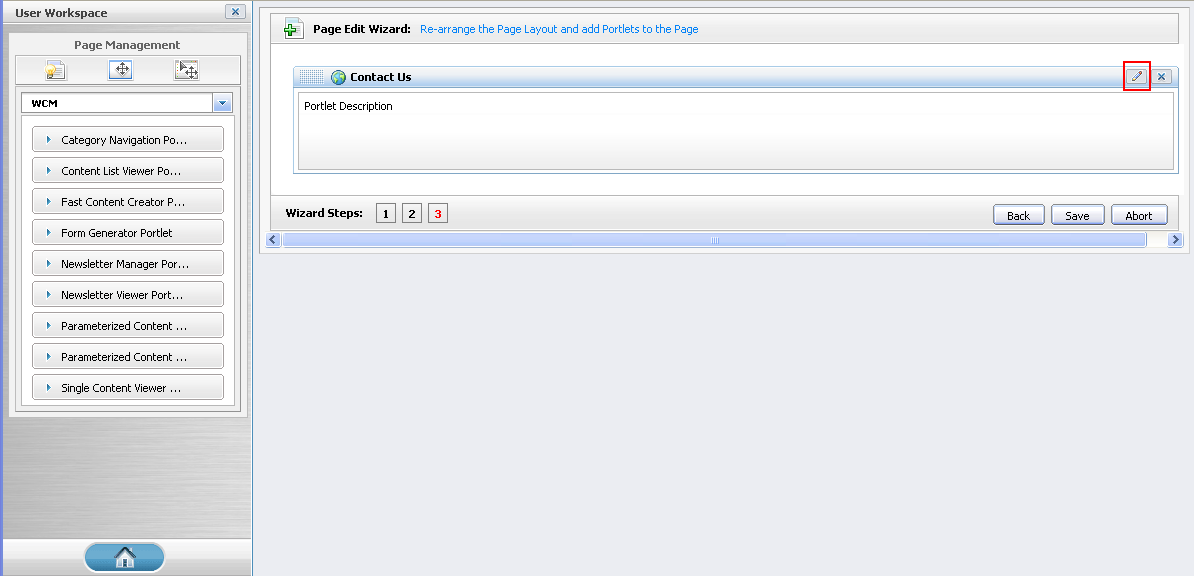 User Workspace
Page Management
WCM
Category Navigation Po...
Content List Viewer Po...
Fast Content Creator P...
Form Generator Portlet
Newsletter Manager Por...
Newsletter Viewer Port...
Parameterized Content ...
Parameterized Content ...
Single Content Viewer ...
Page Edit Wizard: Re-arrange the Page Layout and add Portlets to the Page
Contact Us
Portlet Description
Wizard Steps: 1 2 3
Back Save Abort